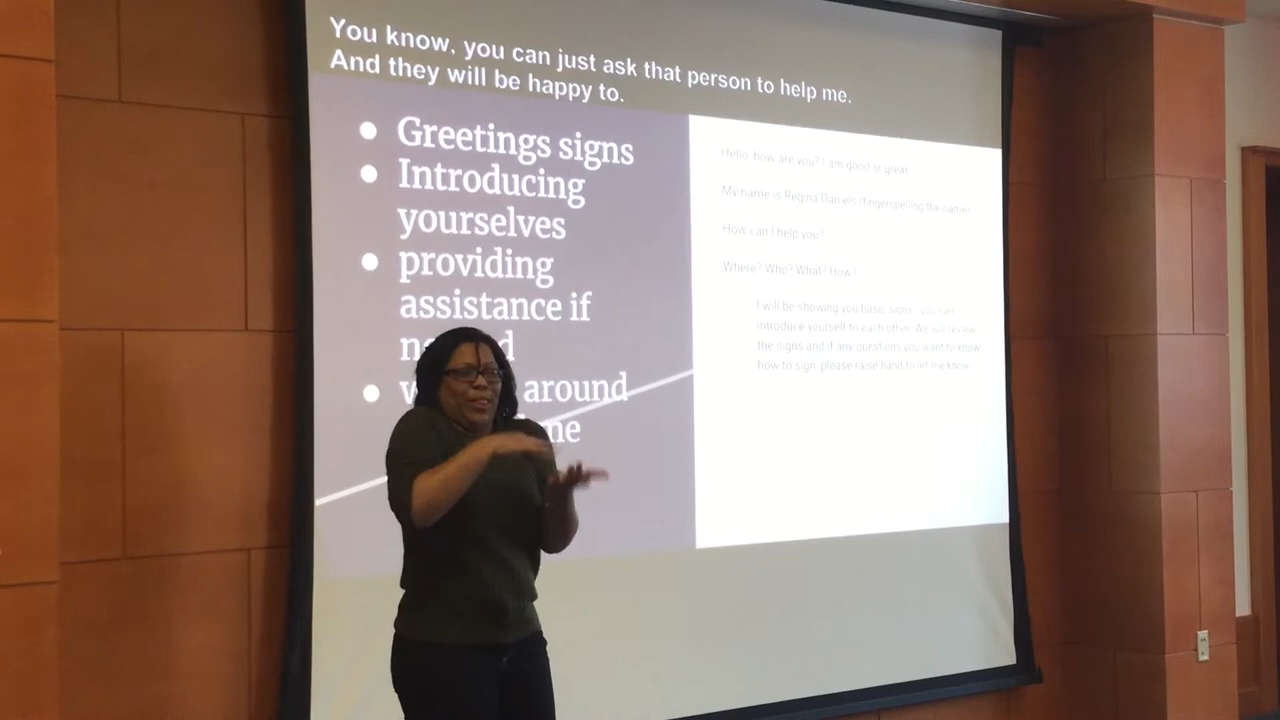 You know, you can just ask that person to help me.
And they will be happy to.
• Greetings signs
• Introducing
yourselves
• providing
assistance if
• around
me
Hello, how are you? I am good or great
My name is Regina Daniels (fingerspelling the name)
How can I help you?
Where? Who? What? How?
I will be showing you basic signs, you can
introduce yourself to each other. We will review
the signs and if any questions you want to know
how to sign, please raise hand to let me know